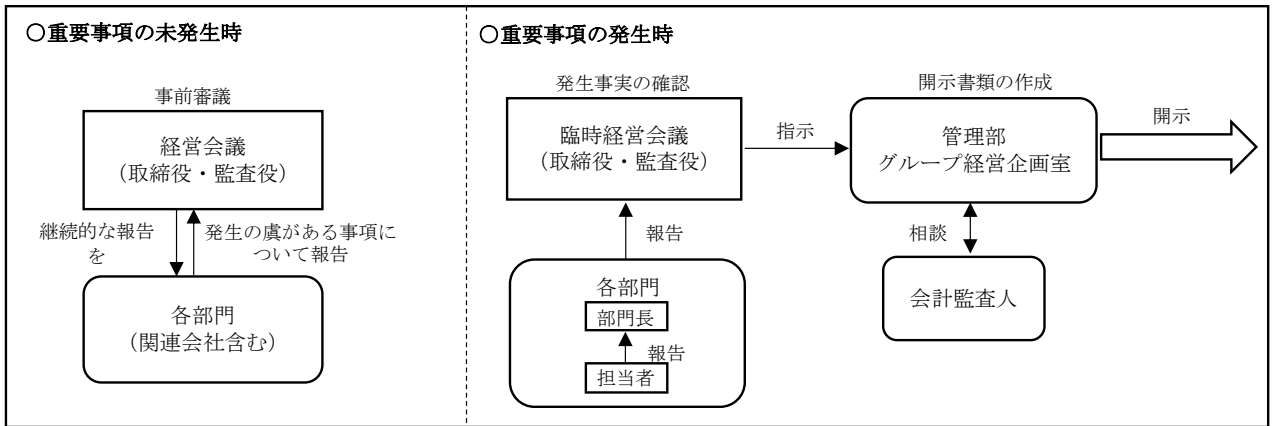 ○重要事項の未発生時
事前審議
経営会議
(取締役・監査役)
継続的な報告
を
発生の虞がある事項に
ついて報告
各部門
(関連会社含む)
○重要事項の発生時
発生事実の確認
臨時経営会議
(取締役・監査役)
指示
開示書類の作成
管理部
グループ経営企画室
開示
報告
相談
各部門
部門長
報告
担当者
会計監査人